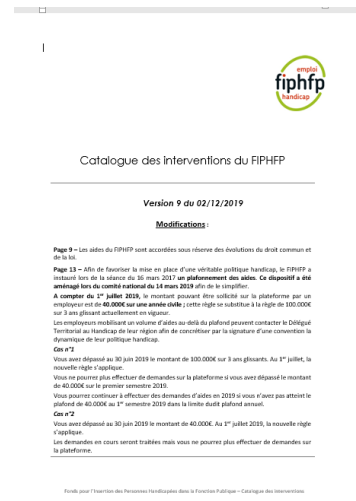 emploi
fiphfp
handicap
Catalogue des interventions du FIPHFP
Version 9 du 02/12/2019
Modifications :
Page 9 – Les aides du FIPHFP sont accordées sous réserve des évolutions du droit commun et
de la loi.
Page 13 – Afin de favoriser la mise en place d'une véritable politique handicap, le FIPHFP a
instauré lors de la séance du 16 mars 2017 un plafonnement des aides. Ce dispositif a été
aménagé lors du comité national du 14 mars 2019 afin de le simplifier.
A compter du 1er juillet 2019, le montant pouvant être sollicité sur la plateforme par un
employeur est de 40.000€ sur une année civile ; cette règle se substitue à la règle de 100.000€
sur 3 ans glissant actuellement en vigueur.
Les employeurs mobilisant un volume d'aides au-delà du plafond peuvent contacter le Délégué
Territorial au Handicap de leur région afin de concrétiser par la signature d'une convention la
dynamique de leur politique handicap.
Cas n°1
Vous avez dépassé au 30 juin 2019 le montant de 100.000€ sur 3 ans glissants. Au 1er juillet, la
nouvelle règle s'applique.
Vous ne pourrez plus effectuer de demandes sur la plateforme si vous avez dépassé le montant
de 40.000€ sur le premier semestre 2019.
Vous pourrez continuer à effectuer des demandes d'aides en 2019 si vous n'avez pas atteint le
plafond de 40.000€ au 1er semestre 2019 dans la limite dudit plafond annuel.
Cas n°2
Vous avez dépassé au 30 juin 2019 le montant de 40.000€. Au 1er juillet 2019, la nouvelle règle
s'applique.
Les demandes en cours seront traitées mais vous ne pourrez plus effectuer de demandes sur
la plateforme.
Fonds pour l'Insertion des Personnes Handicapées dans la Fonction Publique – Catalogue des interventions